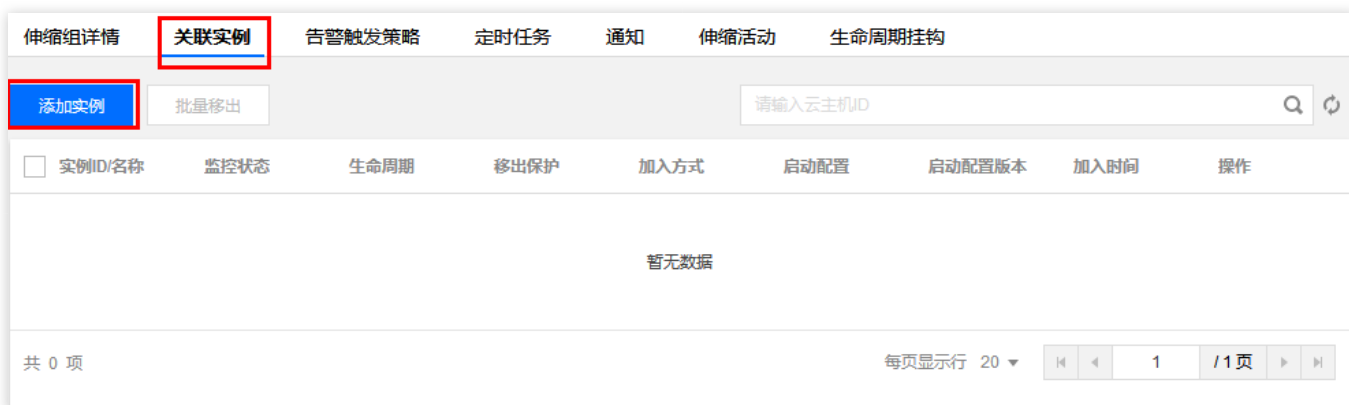 伸缩组详情 关联实例 告警触发策略 定时任务 通知 伸缩活动 生命周期挂钩
添加实例 批量移出 请输入云主机ID
实例ID/名称 监控状态 生命周期 移出保护 加入方式 启动配置 启动配置版本 加入时间 操作
暂无数据
共 0 项 每页显示行 20 1 / 1 页